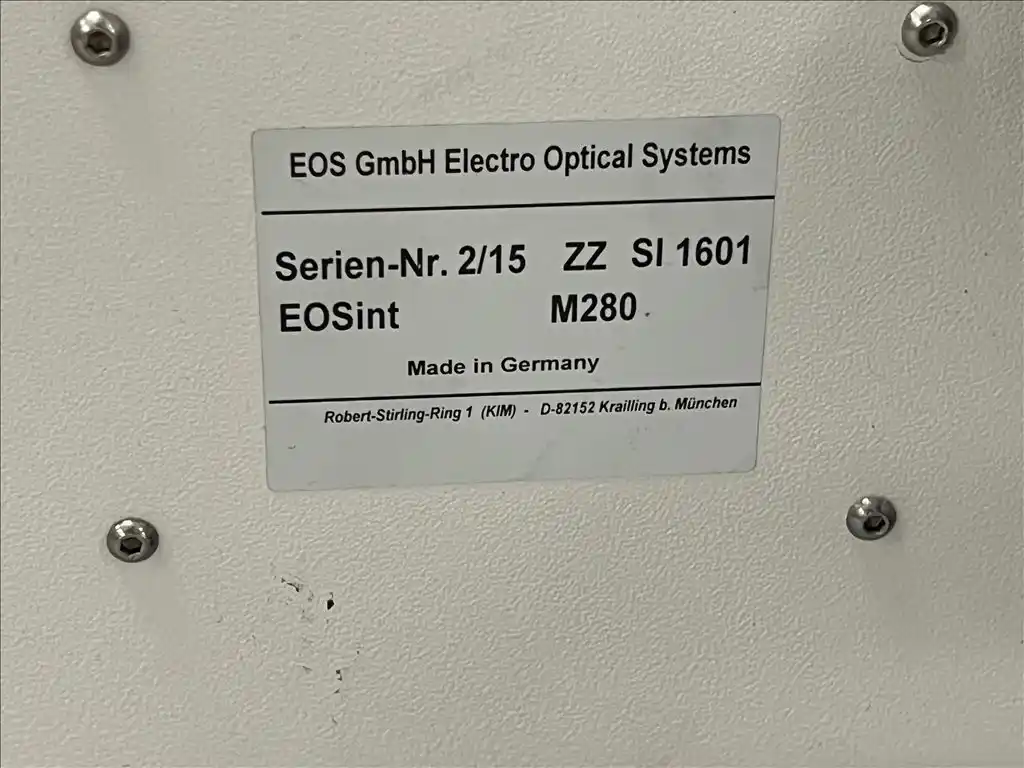 EOS GmbH Electro Optical Systems
Serien-Nr. 2/15 ZZ SI 1601
EOSint M280
Made in Germany
Robert-Stirling-Ring 1 (KIM) - D-82152 Krailling b. München